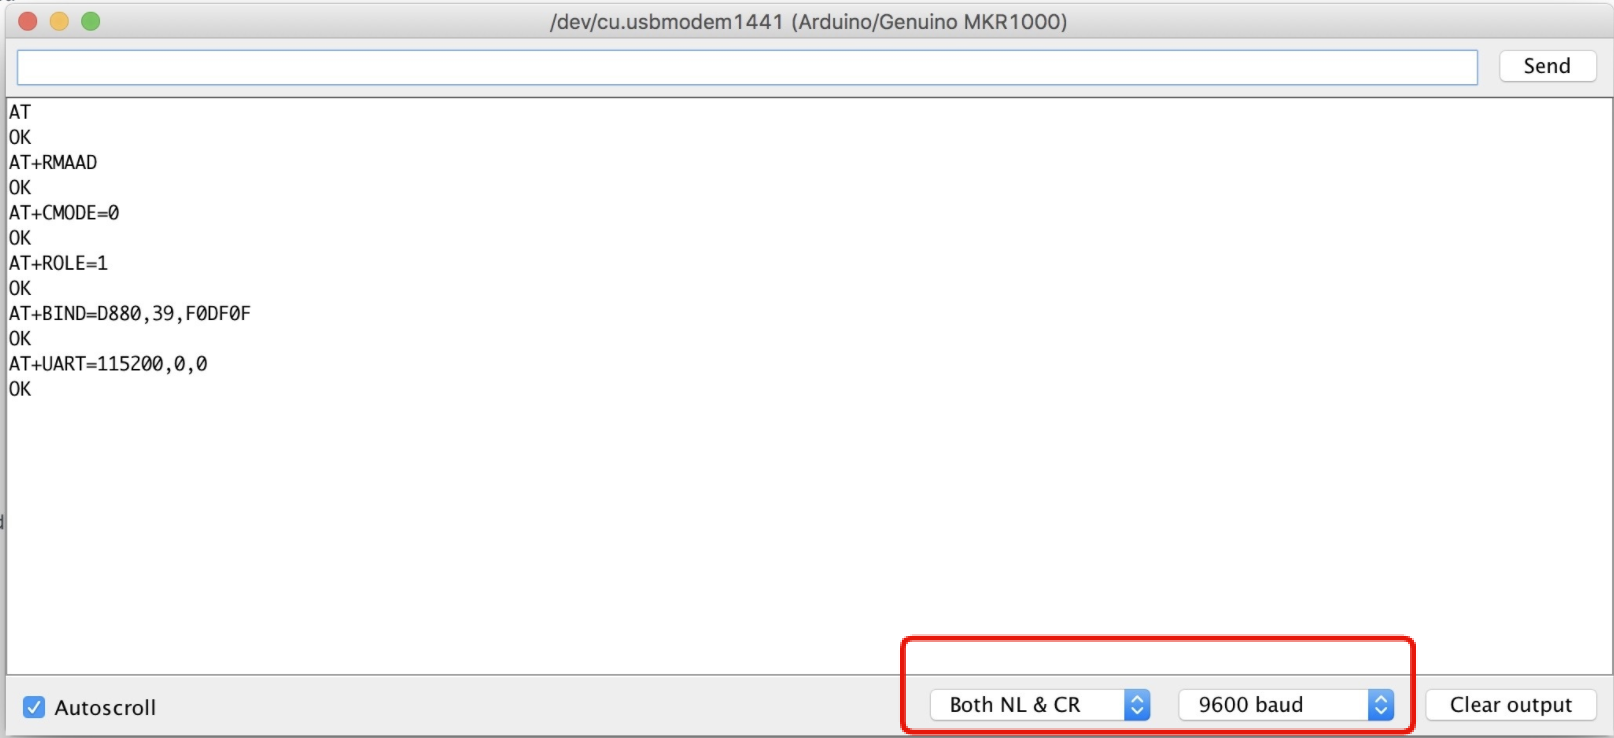 /dev/cu.usbmodem1441 (Arduino/Genuino MKR1000)
Send
AT
OK
AT+RMAAD
OK
AT+CMODE=0
OK
AT+ROLE=1
OK
AT+BIND=D880,39,F0DF0F
OK
AT+UART=115200,0,0
OK
Autoscroll
Both NL & CR
9600 baud
Clear output